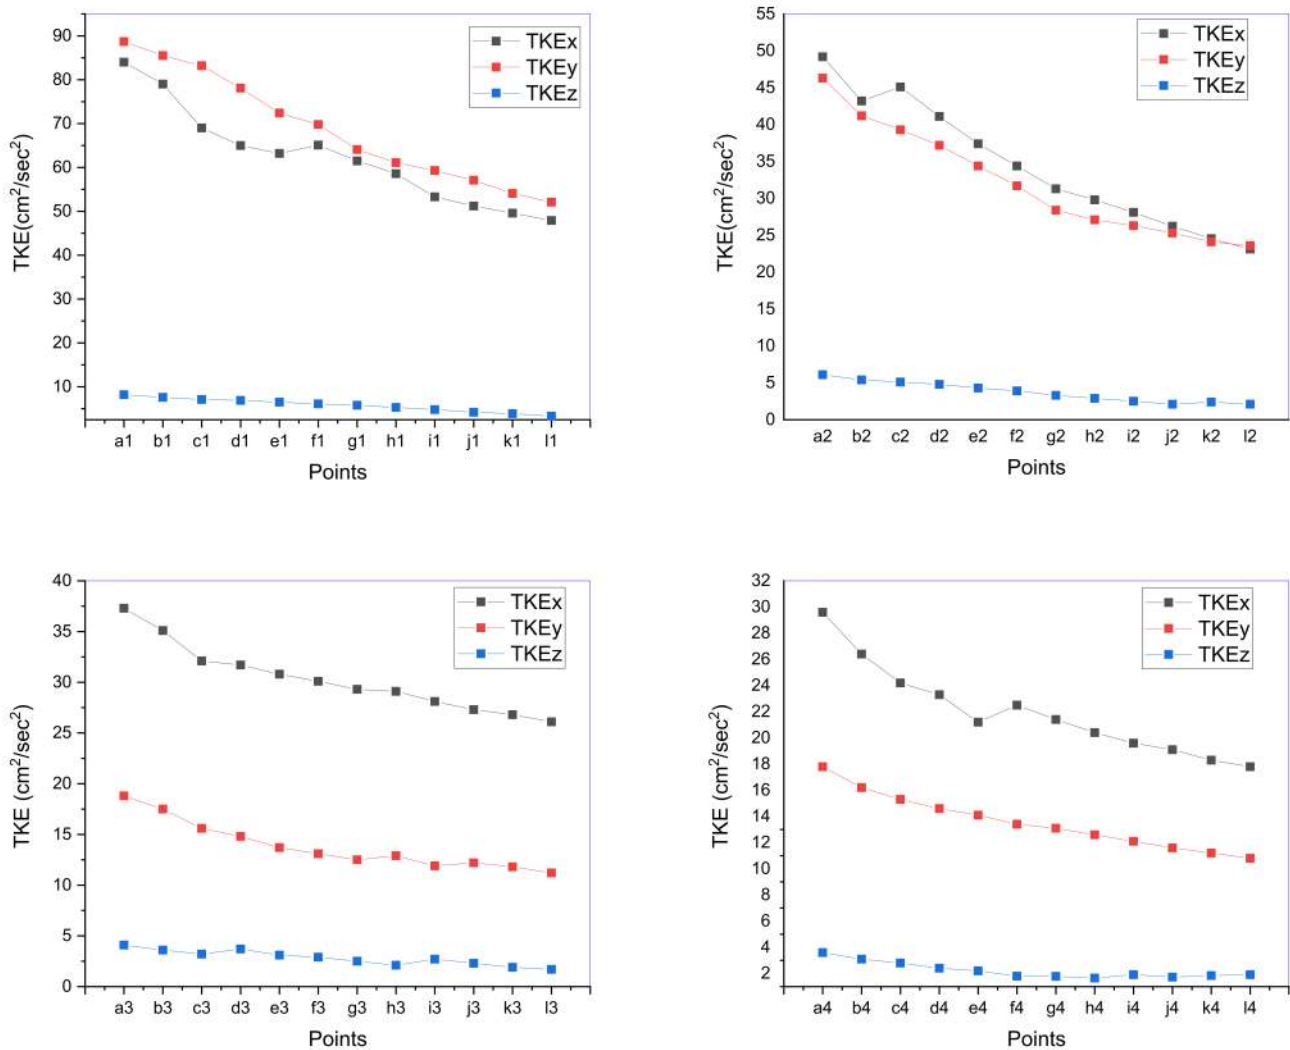 TKEx
TKEy
TKEz
90
80
70
60
50
40
30
20
10
TKE(cm²/sec²)
a1 b1 c1 d1 e1 f1 g1 h1 i1 j1 k1 l1
Points
TKEx
TKEy
TKEz
55
50
45
40
35
30
25
20
15
10
5
0
TKE(cm²/sec²)
a2 b2 c2 d2 e2 f2 g2 h2 i2 j2 k2 l2
Points
TKEx
TKEy
TKEz
40
35
30
25
20
15
10
5
0
TKE (cm²/sec²)
a3 b3 c3 d3 e3 f3 g3 h3 i3 j3 k3 l3
Points
TKEx
TKEy
TKEz
32
30
28
26
24
22
20
18
16
14
12
10
8
6
4
2
TKE (cm²/sec²)
a4 b4 c4 d4 e4 f4 g4 h4 i4 j4 k4 l4
Points